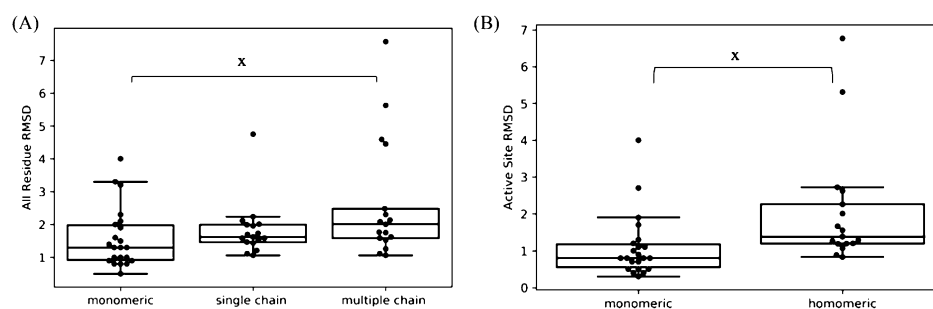 (A)
x
All Residue RMSD
7
6
5
4
3
2
1
monomeric single chain multiple chain
(B)
x
Active Site RMSD
7
6
5
4
3
2
1
0
monomeric homomeric